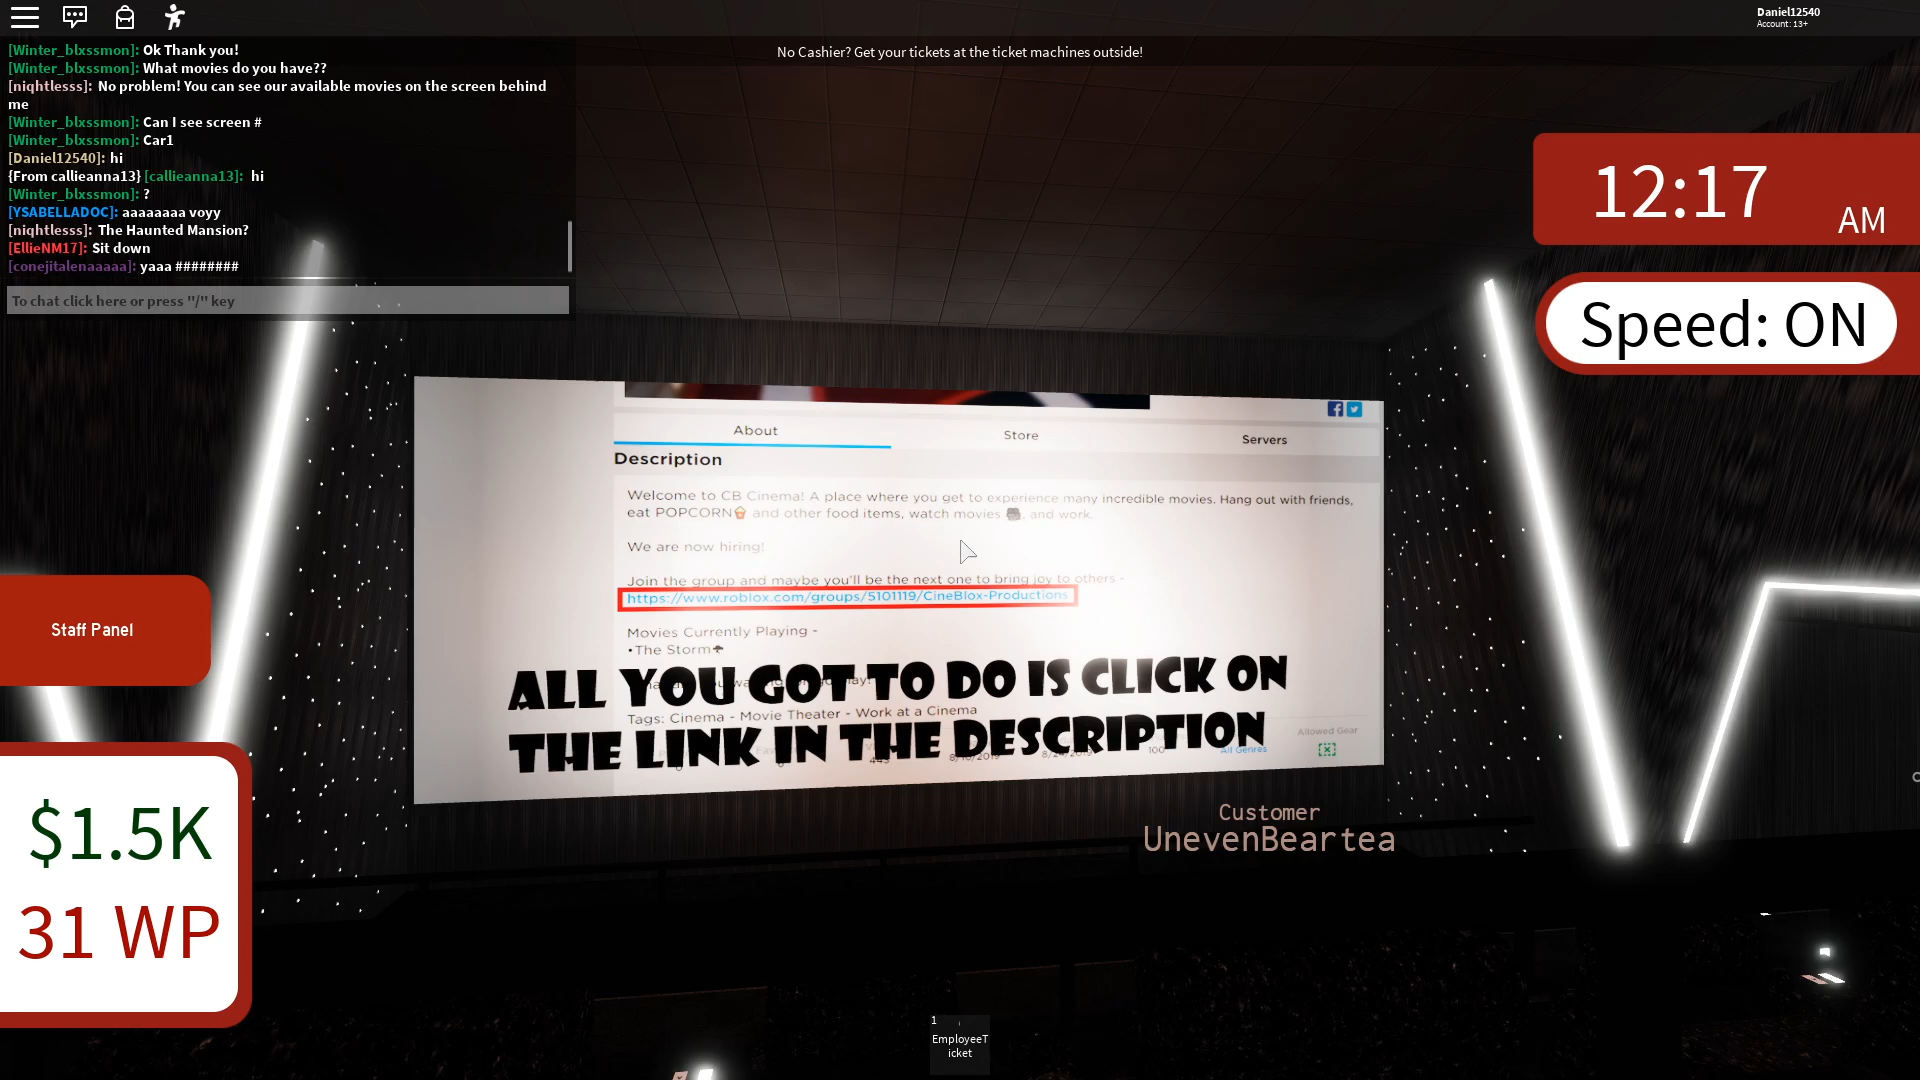 Daniel12540
Account: 13+
No Cashier? Get your tickets at the ticket machines outside!
[Winter_blxssmon]: Ok Thank you!
[Winter_blxssmon]: What movies do you have??
[niqhtlesss]: No problem! You can see our available movies on the screen behind
me
[Winter_blxssmon]: Can I see screen #
[Winter_blxssmon]: Car1
[Daniel12540]: hi
{From callieanna13} [callieanna13]: hi
[Winter_blxssmon]: ?
[YSABELLADOC]: aaaaaaaa voyy
[niqhtlesss]: The Haunted Mansion?
[EllieNM17]: Sit down
[conejitalenaaaaa]: yaaa ########
To chat click here or press "/" key
12:17 AM
Speed: ON
About Store Servers
Description
Welcome to CB Cinema! A place where you get to experience many incredible movies. Hang out with friends,
eat POPCORN🍿 and other food items, watch movies, and work.
We are now hiring!
Join the group and maybe you'll be the next one to bring joy to others -
https://www.roblox.com/groups/5101119/CineBlox-Productions
Movies Currently Playing -
•The Storm🌪
ALL YOU GOT TO DO IS CLICK ON
Tags: Cinema - Movie Theater - Work at a Cinema
THE LINK IN THE DESCRIPTION
Allowed Gear
100 All Genres
Staff Panel
$1.5K
31 WP
Customer
UnevenBeartea
1
EmployeeT
icket